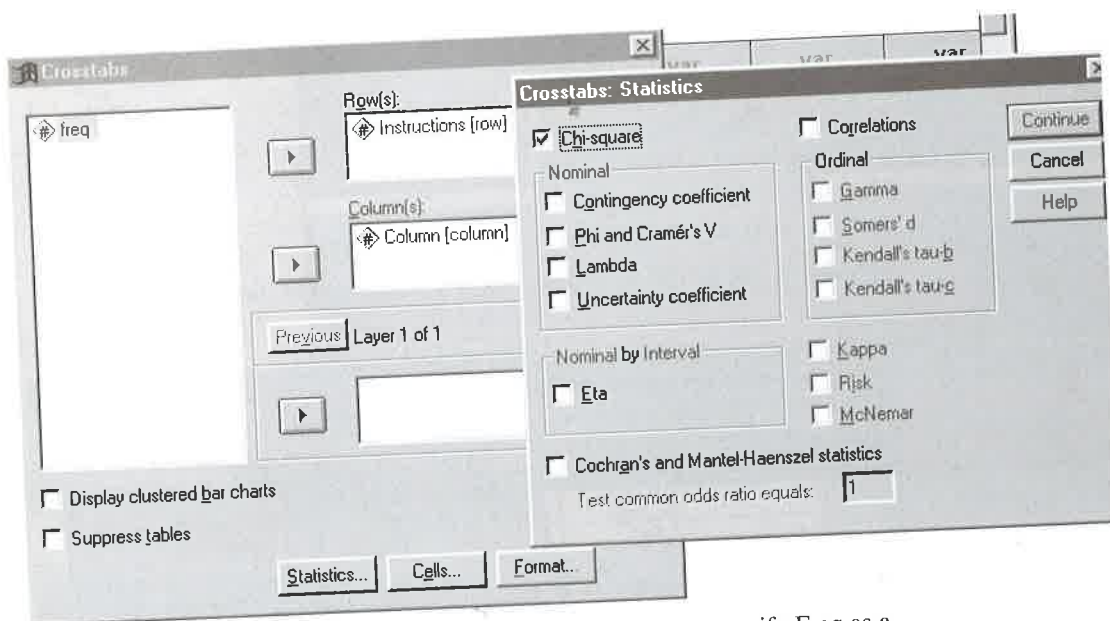 Crosstabs
freq
Row(s):
Instructions [row]
Column(s):
Column [column]
Previous Layer 1 of 1
Display clustered bar charts
Suppress tables
Statistics... Cells... Format...
var var var
Crosstabs: Statistics
Chi-square
Correlations
Continue
Cancel
Help
Nominal
Contingency coefficient
Phi and Cramér's V
Lambda
Uncertainty coefficient
Ordinal
Gamma
Somers' d
Kendall's tau-b
Kendall's tau-c
Nominal by Interval
Eta
Kappa
Risk
McNemar
Cochran's and Mantel-Haenszel statistics
Test common odds ratio equals: 1